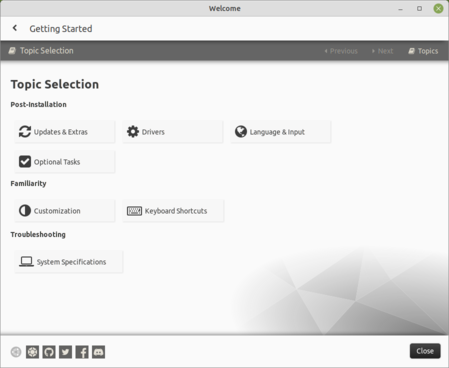 Welcome
Getting Started
Topic Selection
Previous
Next
Topics
Topic Selection
Post-Installation
Updates & Extras
Drivers
Language & Input
Optional Tasks
Familiarity
Customization
Keyboard Shortcuts
Troubleshooting
System Specifications
Close